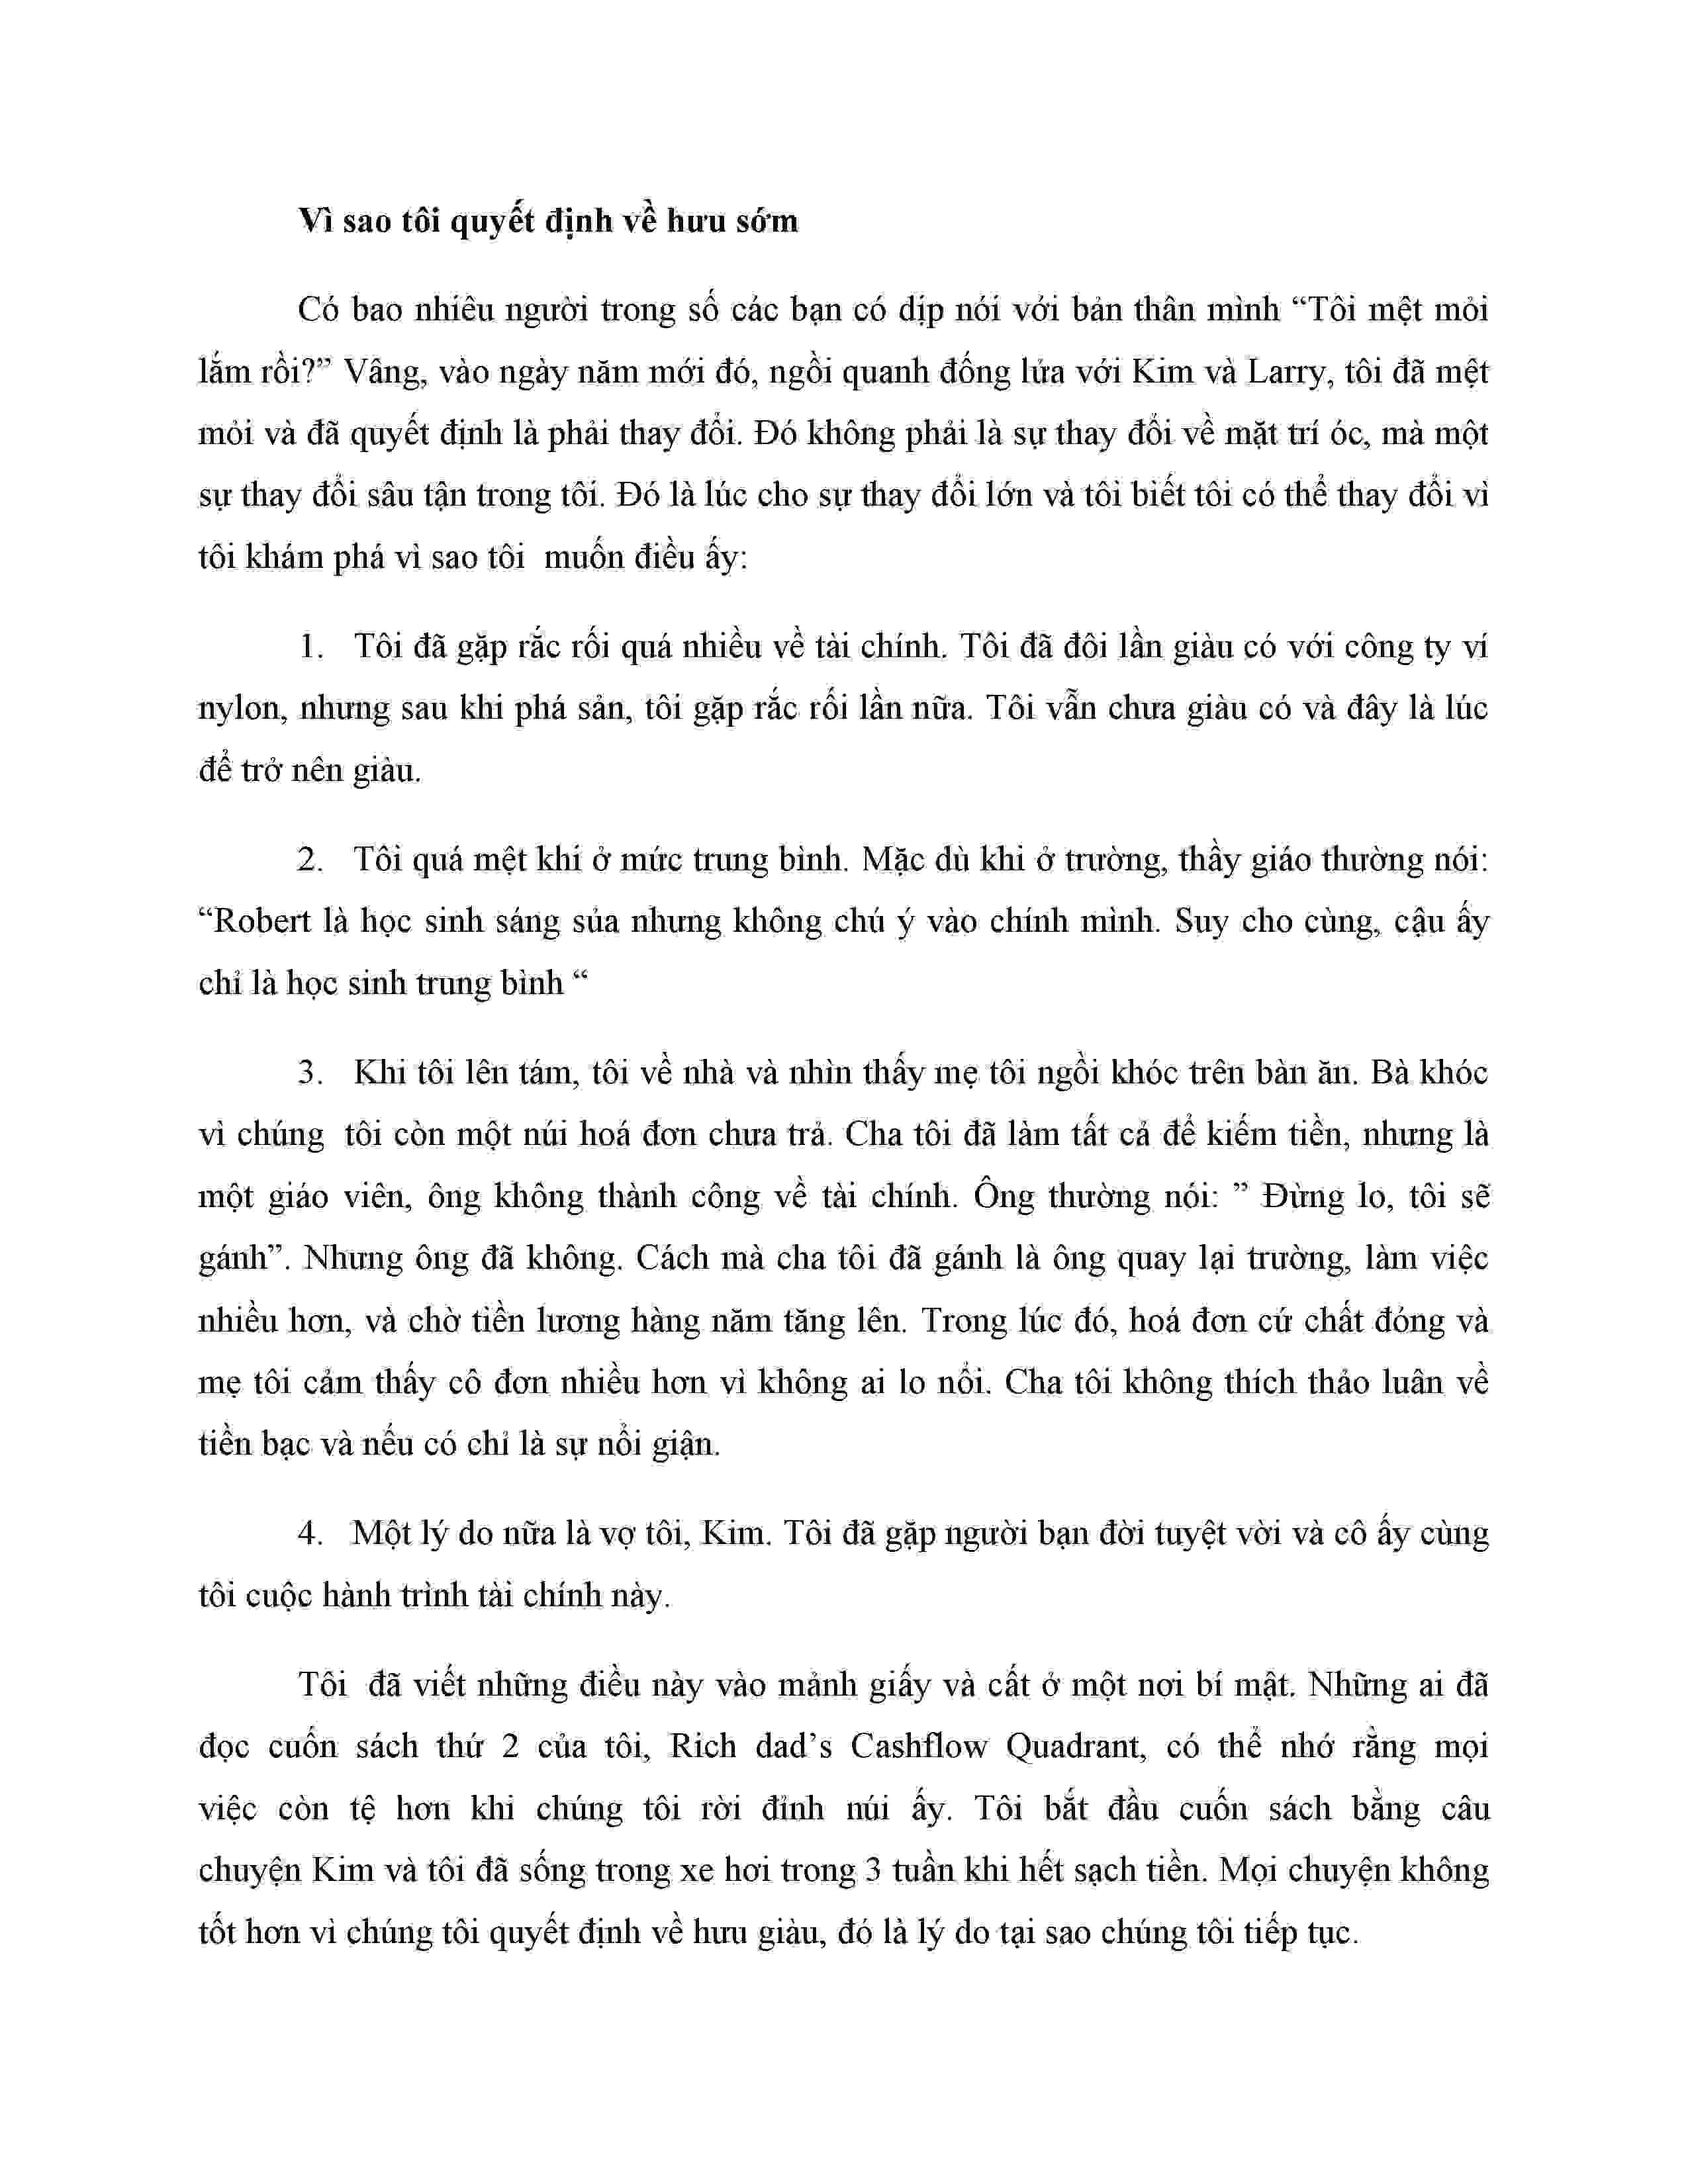 Vì sao tôi quyết định về hưu sớm
Có bao nhiêu người trong số các bạn có dịp nói với bản thân mình “Tôi mệt mỏi
lắm rồi?” Vâng, vào ngày năm mới đó, ngồi quanh đống lửa với Kim và Larry, tôi đã mệt
mỏi và đã quyết định là phải thay đổi. Đó không phải là sự thay đổi về mặt trí óc, mà một
sự thay đổi sâu tận trong tôi. Đó là lúc cho sự thay đổi lớn và tôi biết tôi có thể thay đổi vì
tôi khám phá vì sao tôi  muốn điều ấy:
1. Tôi đã gặp rắc rối quá nhiều về tài chính. Tôi đã đôi lần giàu có với công ty ví
nylon, nhưng sau khi phá sản, tôi gặp rắc rối lần nữa. Tôi vẫn chưa giàu có và đây là lúc
để trở nên giàu.
2. Tôi quá mệt khi ở mức trung bình. Mặc dù khi ở trường, thầy giáo thường nói:
“Robert là học sinh sáng sủa nhưng không chú ý vào chính mình. Suy cho cùng, cậu ấy
chỉ là học sinh trung bình “
3. Khi tôi lên tám, tôi về nhà và nhìn thấy mẹ tôi ngồi khóc trên bàn ăn. Bà khóc
vì chúng  tôi còn một núi hoá đơn chưa trả. Cha tôi đã làm tất cả để kiếm tiền, nhưng là
một giáo viên, ông không thành công về tài chính. Ông thường nói: ” Đừng lo, tôi sẽ
gánh”. Nhưng ông đã không. Cách mà cha tôi đã gánh là ông quay lại trường, làm việc
nhiều hơn, và chờ tiền lương hàng năm tăng lên. Trong lúc đó, hoá đơn cứ chất đóng và
mẹ tôi cảm thấy cô đơn nhiều hơn vì không ai lo nổi. Cha tôi không thích thảo luân về
tiền bạc và nếu có chỉ là sự nổi giận.
4. Một lý do nữa là vợ tôi, Kim. Tôi đã gặp người bạn đời tuyệt vời và cô ấy cùng
tôi cuộc hành trình tài chính này.
Tôi  đã viết những điều này vào mảnh giấy và cất ở một nơi bí mật. Những ai đã
đọc cuốn sách thứ 2 của tôi, Rich dad’s Cashflow Quadrant, có thể nhớ rằng mọi
việc còn tệ hơn khi chúng tôi rời đỉnh núi ấy. Tôi bắt đầu cuốn sách bằng câu
chuyện Kim và tôi đã sống trong xe hơi trong 3 tuần khi hết sạch tiền. Mọi chuyện không
tốt hơn vì chúng tôi quyết định về hưu giàu, đó là lý do tại sao chúng tôi tiếp tục.